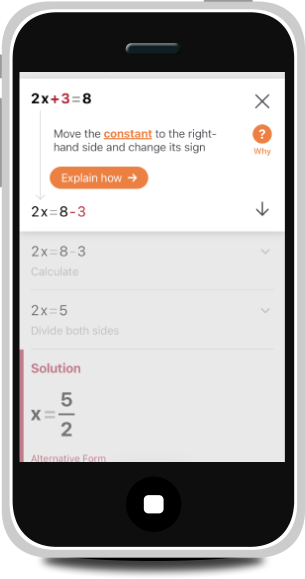 2x+3=8
Move the constant to the right-
hand side and change its sign
?
Why
Explain how →
2x=8-3
2x=8-3
Calculate
2x=5
Divide both sides
Solution
x=5/2
Alternative Form